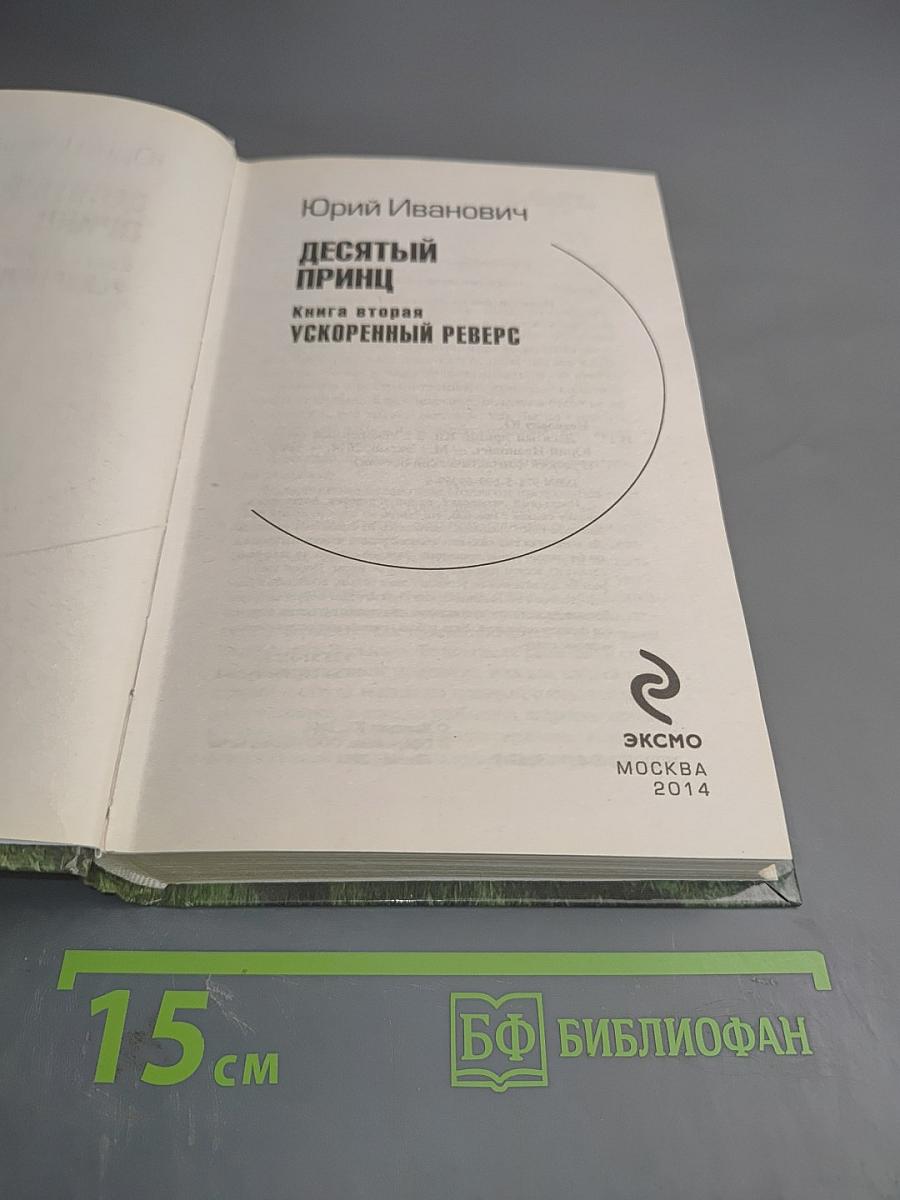 Юрий Иванович
ДЕСЯТЫЙ
ПРИНЦ
Книга вторая
УСКОРЕННЫЙ РЕВЕРС
ЭКСМО
МОСКВА
2014
15 см
БФ БИБЛИОФАН